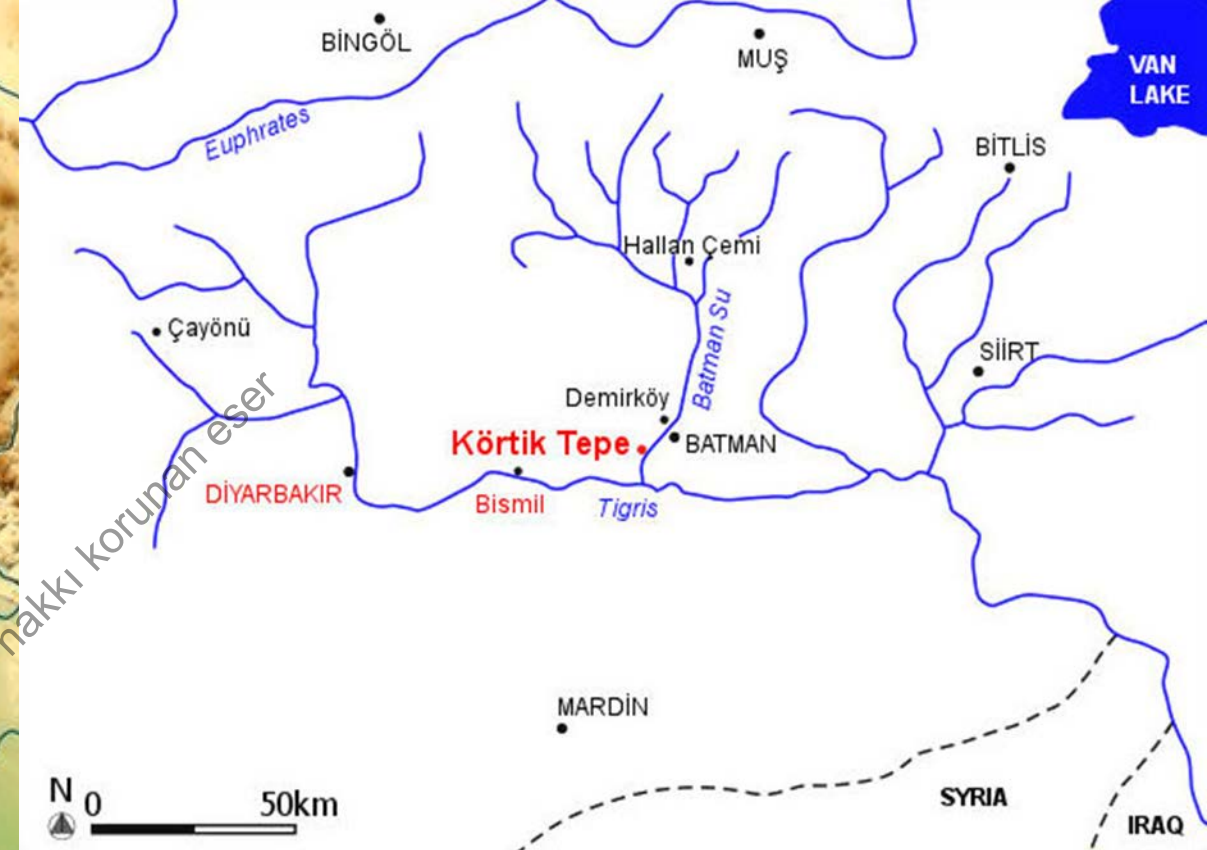 BİNGÖL
MUŞ
VAN
LAKE
Euphrates
BİTLİS
Hallan Çemi
Çayönü
Batman Su
SİİRT
Demirköy
Körtik Tepe
BATMAN
DİYARBAKIR
Bismil
Tigris
hakkı korunan eser
MARDİN
N
0 50km
SYRIA
IRAQ